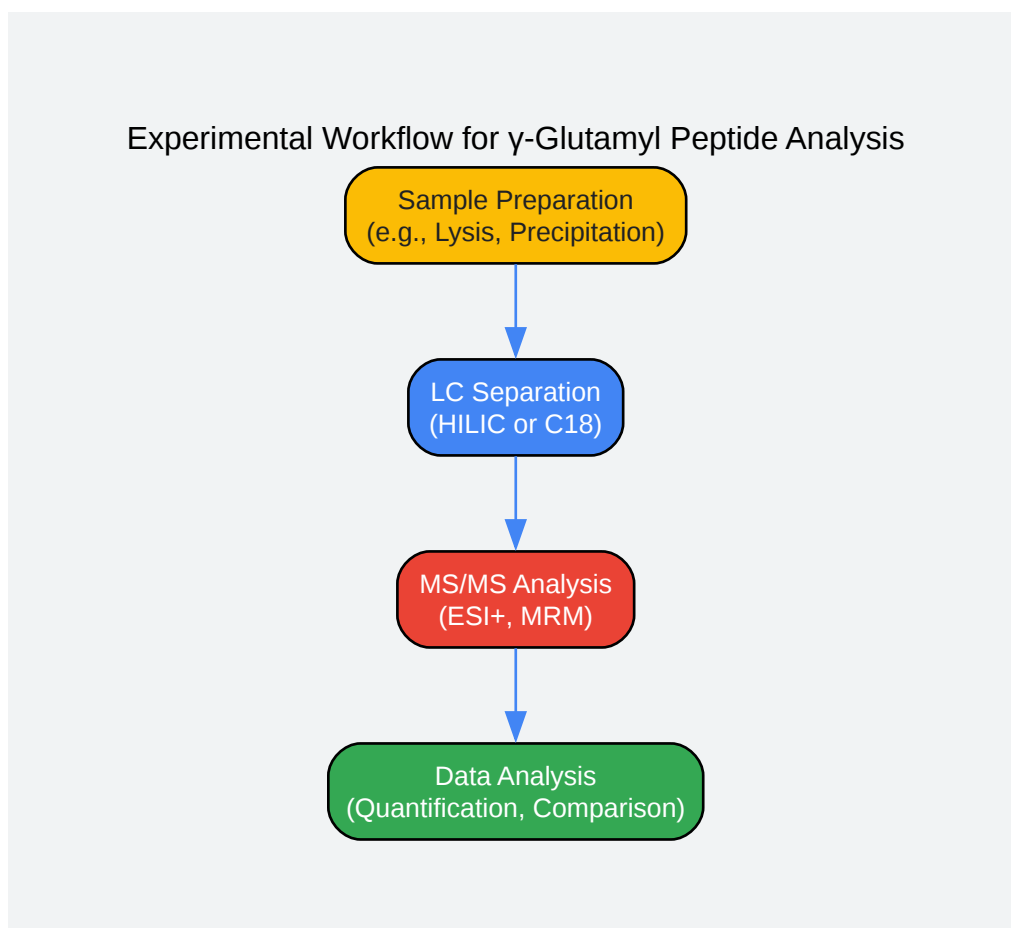 Experimental Workflow for γ-Glutamyl Peptide Analysis
Sample Preparation
(e.g., Lysis, Precipitation)
LC Separation
(HILIC or C18)
MS/MS Analysis
(ESI+, MRM)
Data Analysis
(Quantification, Comparison)